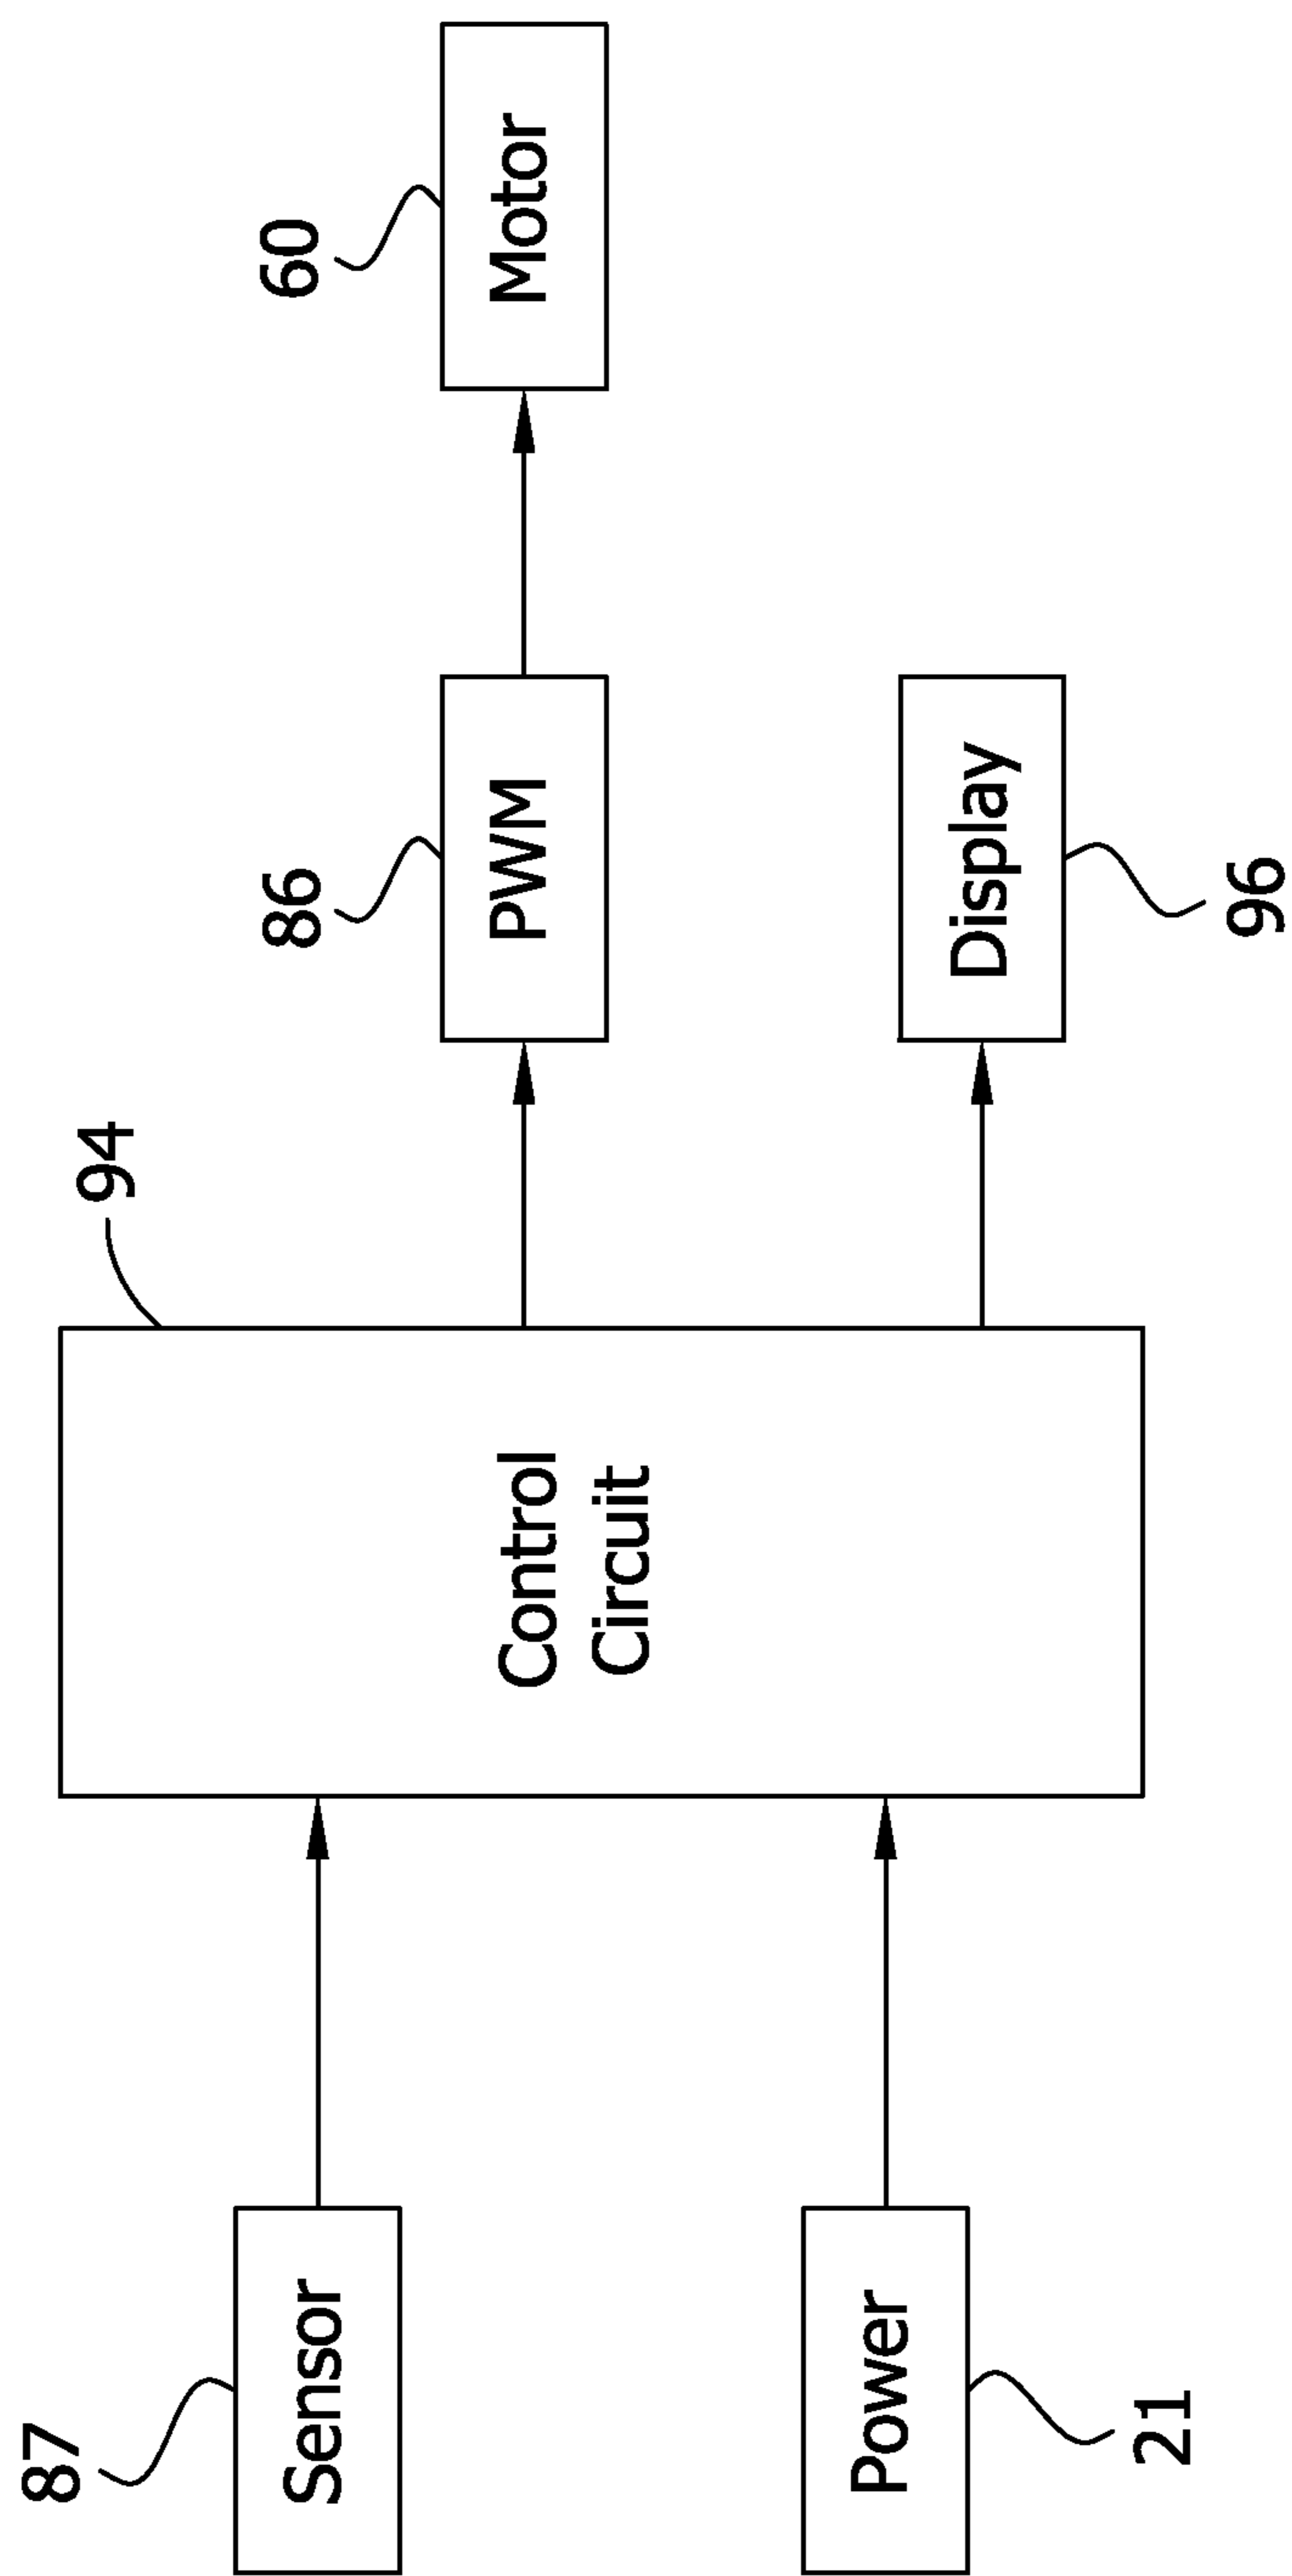 94
87
Sensor
Control
Circuit
86
PWM
60
Motor
Power
21
Display
96